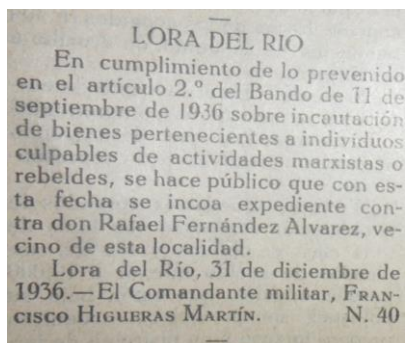 LORA DEL RIO
En cumplimiento de lo prevenido
en el artículo 2.º del Bando de 11 de
septiembre de 1936 sobre incautación
de bienes pertenecientes a individuos
culpables de actividades marxistas o
rebeldes, se hace público que con es-
ta fecha se incoa expediente con-
tra don Rafael Fernández Alvarez, ve-
cino de esta localidad.
Lora del Río, 31 de diciembre de
1936.—El Comandante militar, FRAN-
CISCO HIGUERAS MARTÍN. N. 40